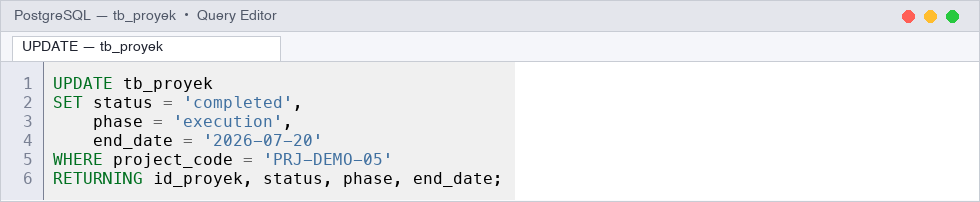 PostgreSQL — tb_proyek • Query Editor
UPDATE — tb_proyek
1 UPDATE tb_proyek
2 SET status = 'completed',
3     phase = 'execution',
4     end_date = '2026-07-20'
5 WHERE project_code = 'PRJ-DEMO-05'
6 RETURNING id_proyek, status, phase, end_date;